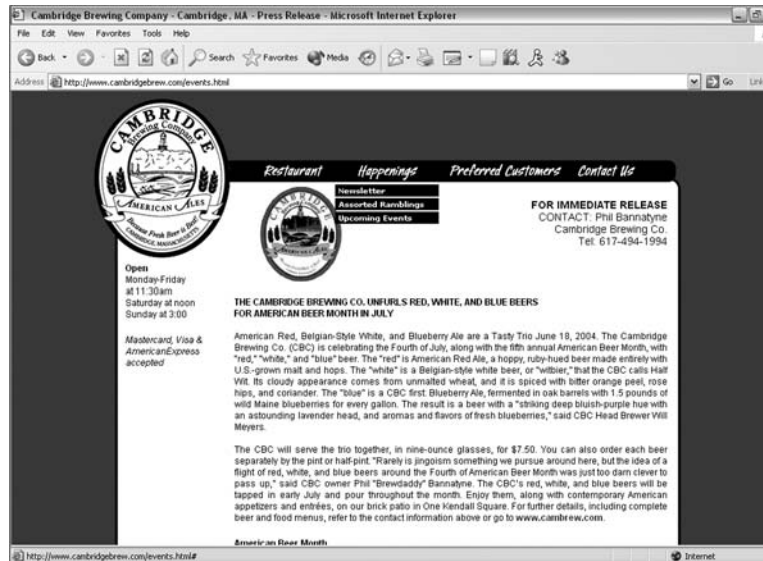 Cambridge Brewing Company - Cambridge, MA - Press Release - Microsoft Internet Explorer
File Edit View Favorites Tools Help
Back Search Favorites Media
Address http://www.cambridgebrew.com/events.html Go
CAMBRIDGE
Brewing Company
AMERICAN ALES
Because Fresh Beer is Best!
CAMBRIDGE, MASSACHUSETTS
Restaurant Happenings Preferred Customers Contact Us
Newsletter
Assorted Ramblings
Upcoming Events
FOR IMMEDIATE RELEASE
CONTACT: Phil Bannatyne
Cambridge Brewing Co.
Tel: 617-494-1994
Open
Monday-Friday
at 11:30am
Saturday at noon
Sunday at 3:00
Mastercard, Visa &
AmericanExpress
accepted
THE CAMBRIDGE BREWING CO. UNFURLS RED, WHITE, AND BLUE BEERS
FOR AMERICAN BEER MONTH IN JULY
American Red, Belgian-Style White, and Blueberry Ale are a Tasty Trio June 18, 2004. The Cambridge
Brewing Co. (CBC) is celebrating the Fourth of July, along with the fifth annual American Beer Month, with
"red," "white," and "blue" beer. The "red" is American Red Ale, a hoppy, ruby-hued beer made entirely with
U.S.-grown malt and hops. The "white" is a Belgian-style white beer, or "witbier," that the CBC calls Half
Wit. Its cloudy appearance comes from unmalted wheat, and it is spiced with bitter orange peel, rose
hips, and coriander. The "blue" is a CBC first. Blueberry Ale, fermented in oak barrels with 1.5 pounds of
wild Maine blueberries for every gallon. The result is a beer with a "striking deep bluish-purple hue with
an astounding lavender head, and aromas and flavors of fresh blueberries," said CBC Head Brewer Will
Meyers.
The CBC will serve the trio together, in nine-ounce glasses, for $7.50. You can also order each beer
separately by the pint or half-pint. "Rarely is jingoism something we pursue around here, but the idea of a
flight of red, white, and blue beers around the Fourth of American Beer Month was just too darn clever to
pass up," said CBC owner Phil "Brewdaddy" Bannatyne. The CBC's red, white, and blue beers will be
tapped in early July and pour throughout the month. Enjoy them, along with contemporary American
appetizers and entrées, on our brick patio in One Kendall Square. For further details, including complete
beer and food menus, refer to the contact information above or go to www.cambrew.com.
American Beer Month
http://www.cambridgebrew.com/events.html# Internet